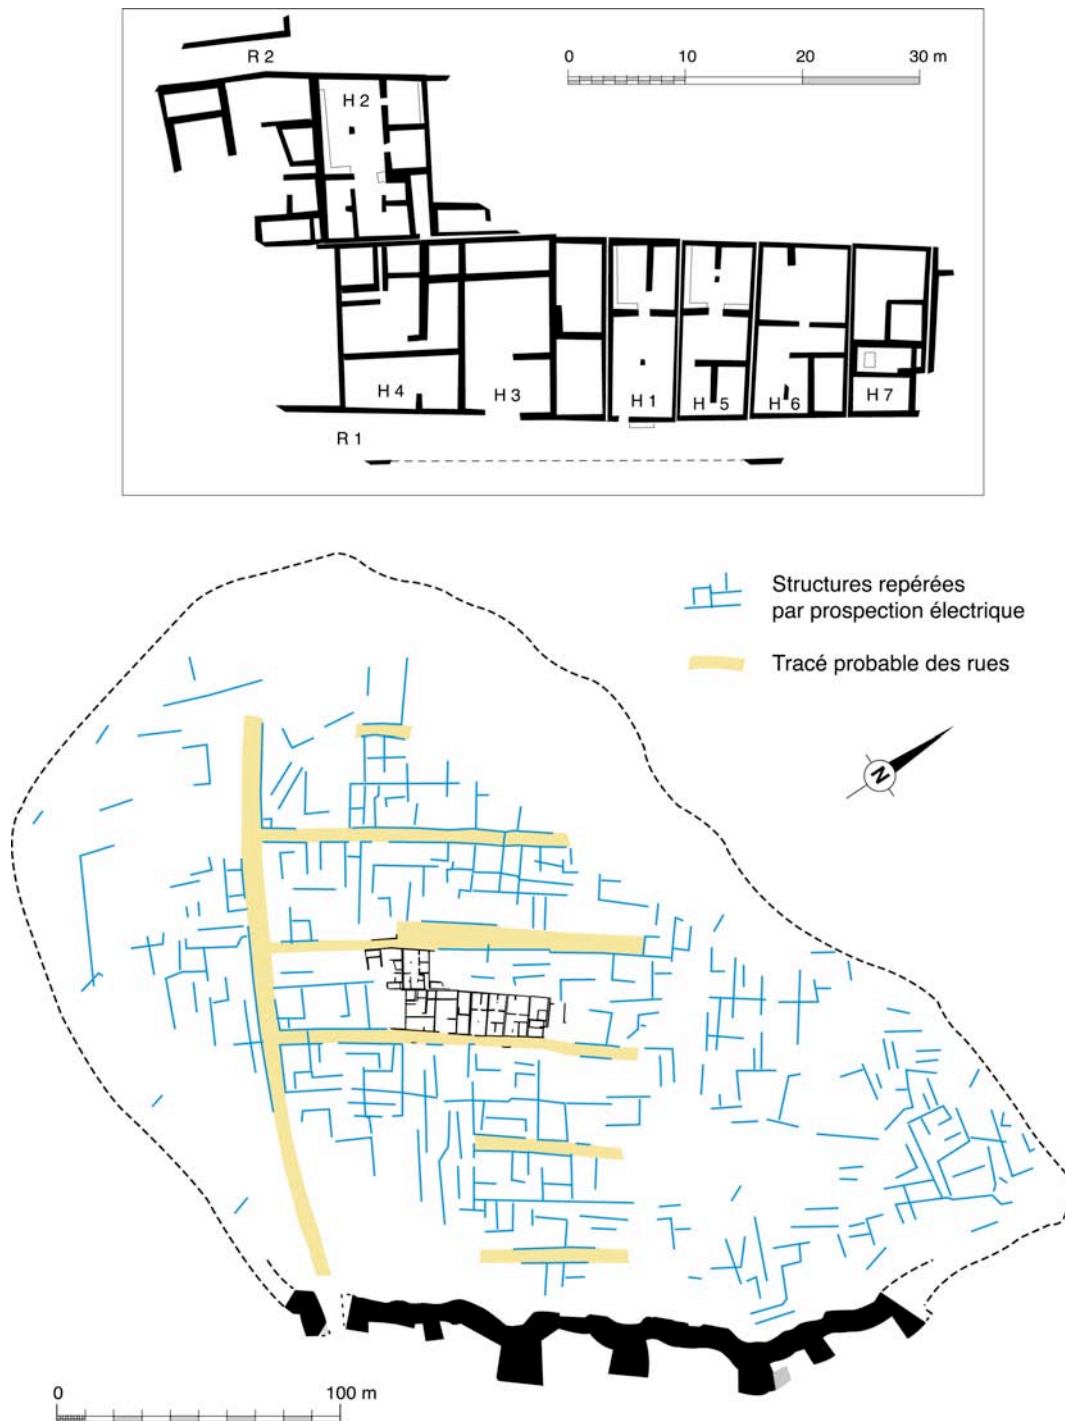 R 2
0 10 20 30 m
H 2
H 4
H 3
H 1
H 5
H 6
H 7
R 1
Structures repérées
par prospection électrique
Tracé probable des rues
N
0 100 m